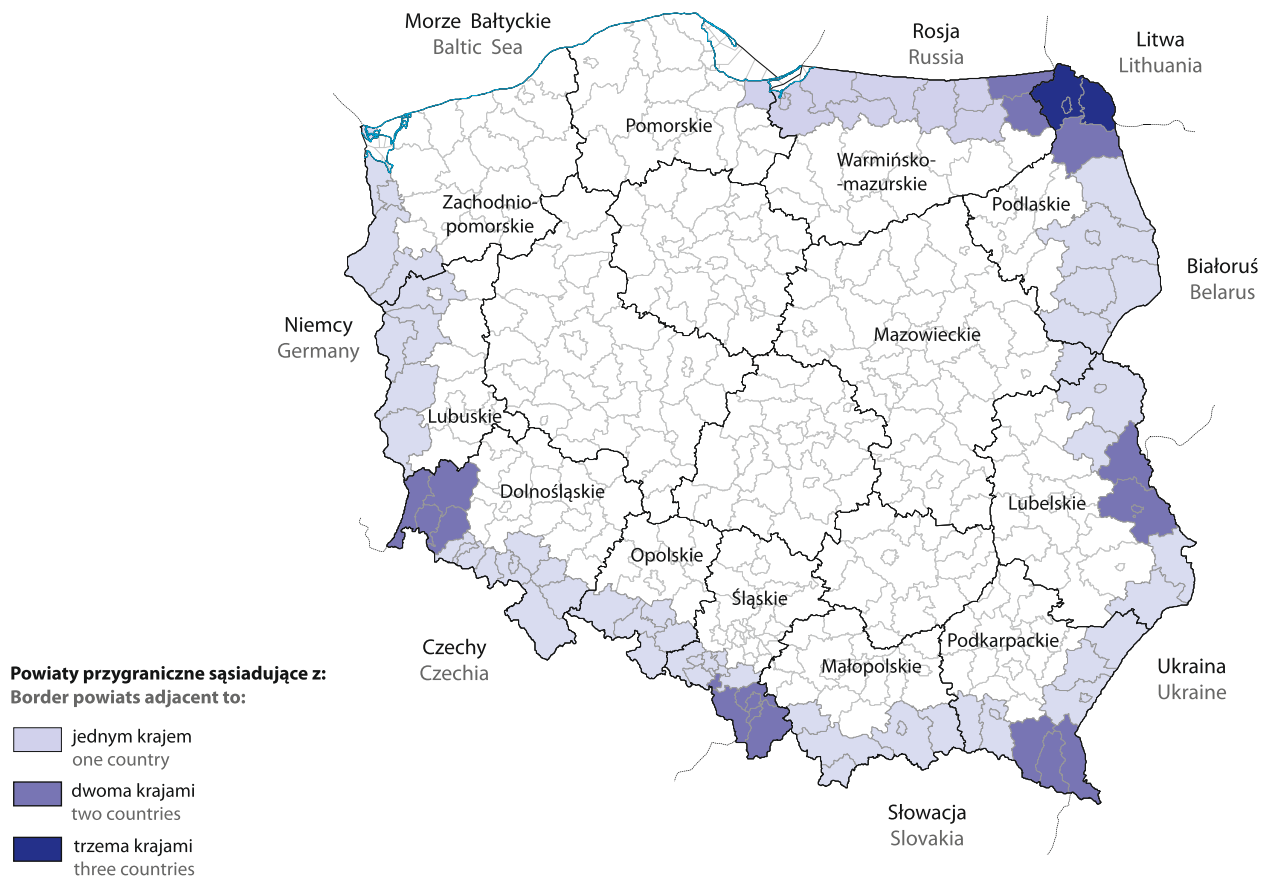 Morze Bałtyckie
Baltic Sea
Rosja
Russia
Litwa
Lithuania
Pomorskie
Warmińsko-
-mazurskie
Zachodnio-
pomorskie
Podlaskie
Białoruś
Belarus
Niemcy
Germany
Mazowieckie
Lubuskie
Dolnośląskie
Lubelskie
Opolskie
Śląskie
Podkarpackie
Czechy
Czechia
Małopolskie
Ukraina
Ukraine
Powiaty przygraniczne sąsiadujące z:
Border powiats adjacent to:
jednym krajem
one country
dwoma krajami
two countries
trzema krajami
three countries
Słowacja
Slovakia